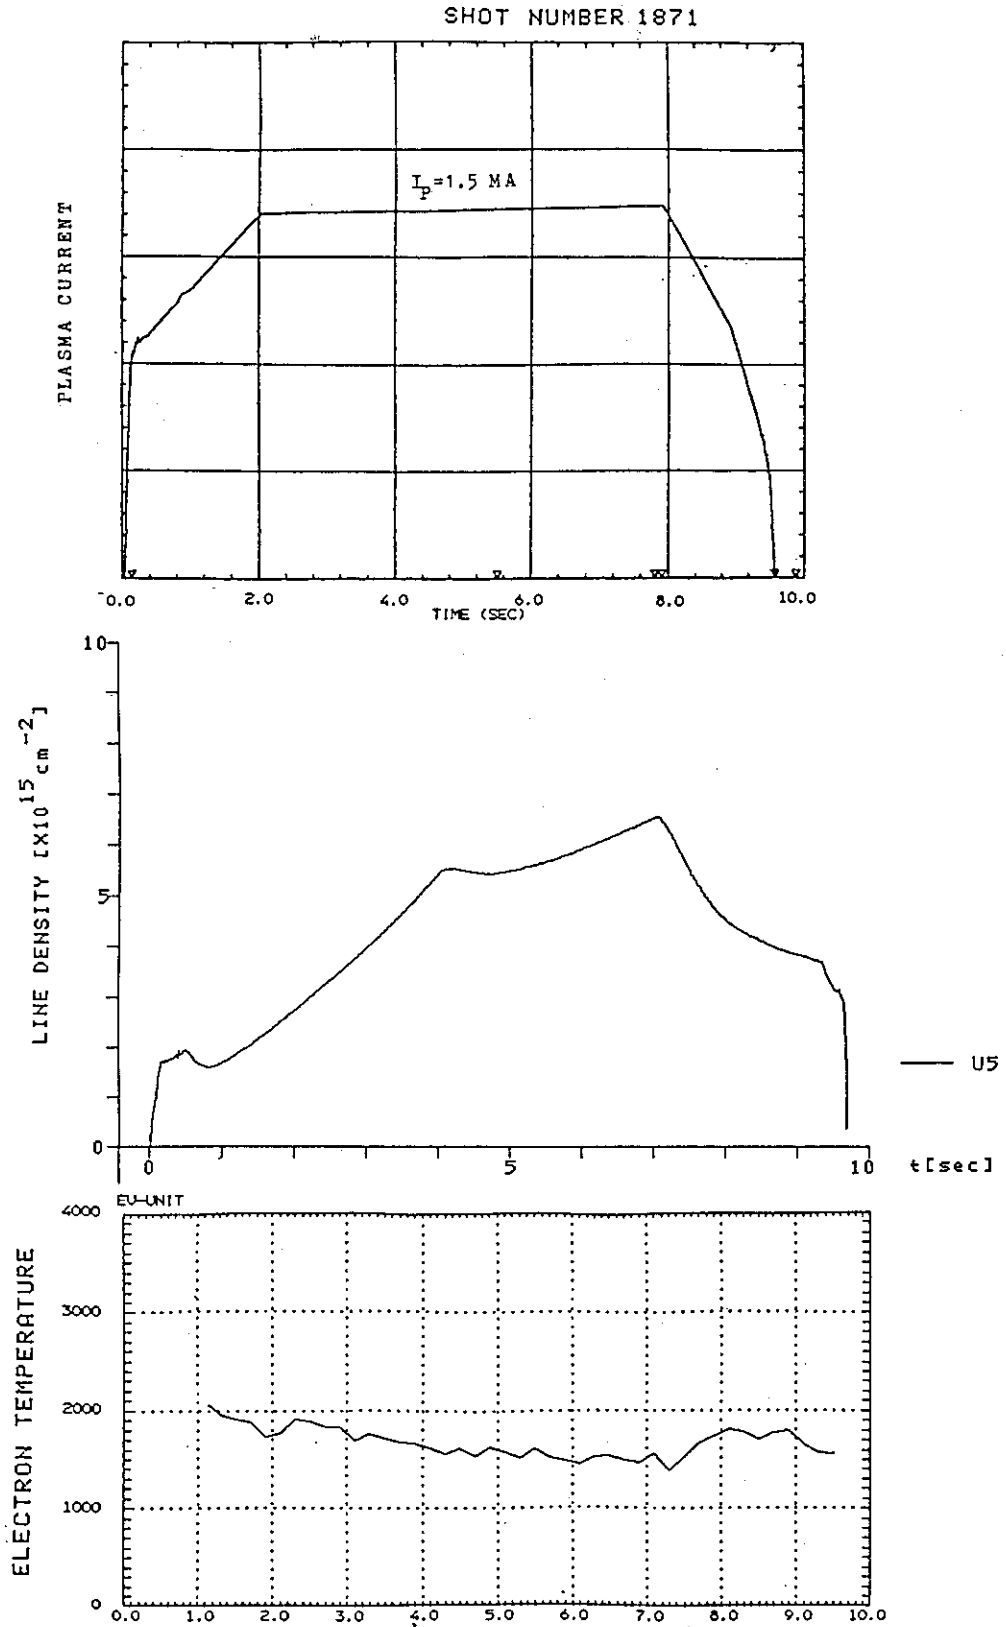 SHOT NUMBER 1871
PLASMA CURRENT
Ip=1.5 MA
0.0 2.0 4.0 6.0 8.0 10.0
TIME (SEC)
LINE DENSITY [X10^15 cm^-2]
10
5
0
0 5 10 t[sec]
U5
EV-UNIT
ELECTRON TEMPERATURE
4000
3000
2000
1000
0
0.0 1.0 2.0 3.0 4.0 5.0 6.0 7.0 8.0 9.0 10.0